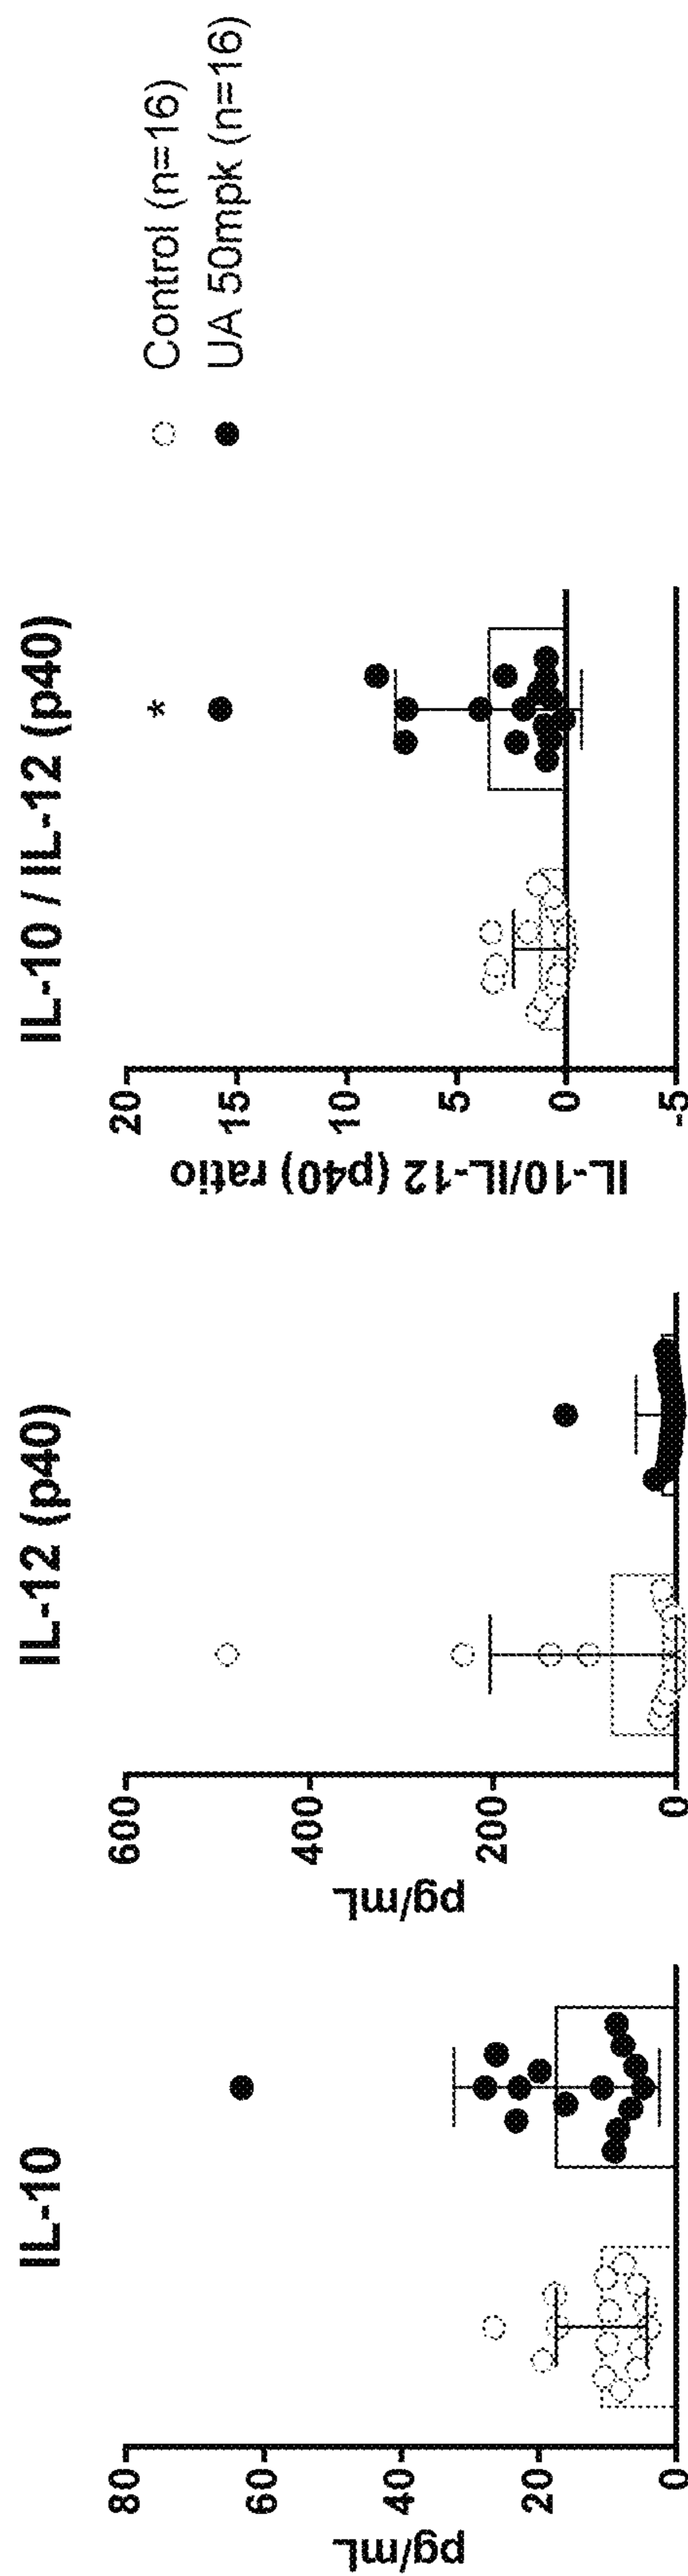 IL-10
pg/mL
80
60
40
20
0
IL-12 (p40)
pg/mL
600
400
200
0
IL-10 / IL-12 (p40)
IL-10/IL-12 (p40) ratio
20
15
10
5
0
-5
*
Control (n=16)
UA 50mpk (n=16)